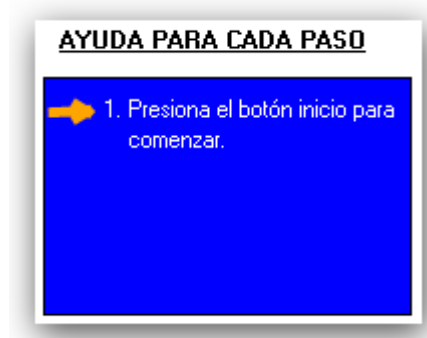 AYUDA PARA CADA PASO
1. Presiona el botón inicio para
comenzar.